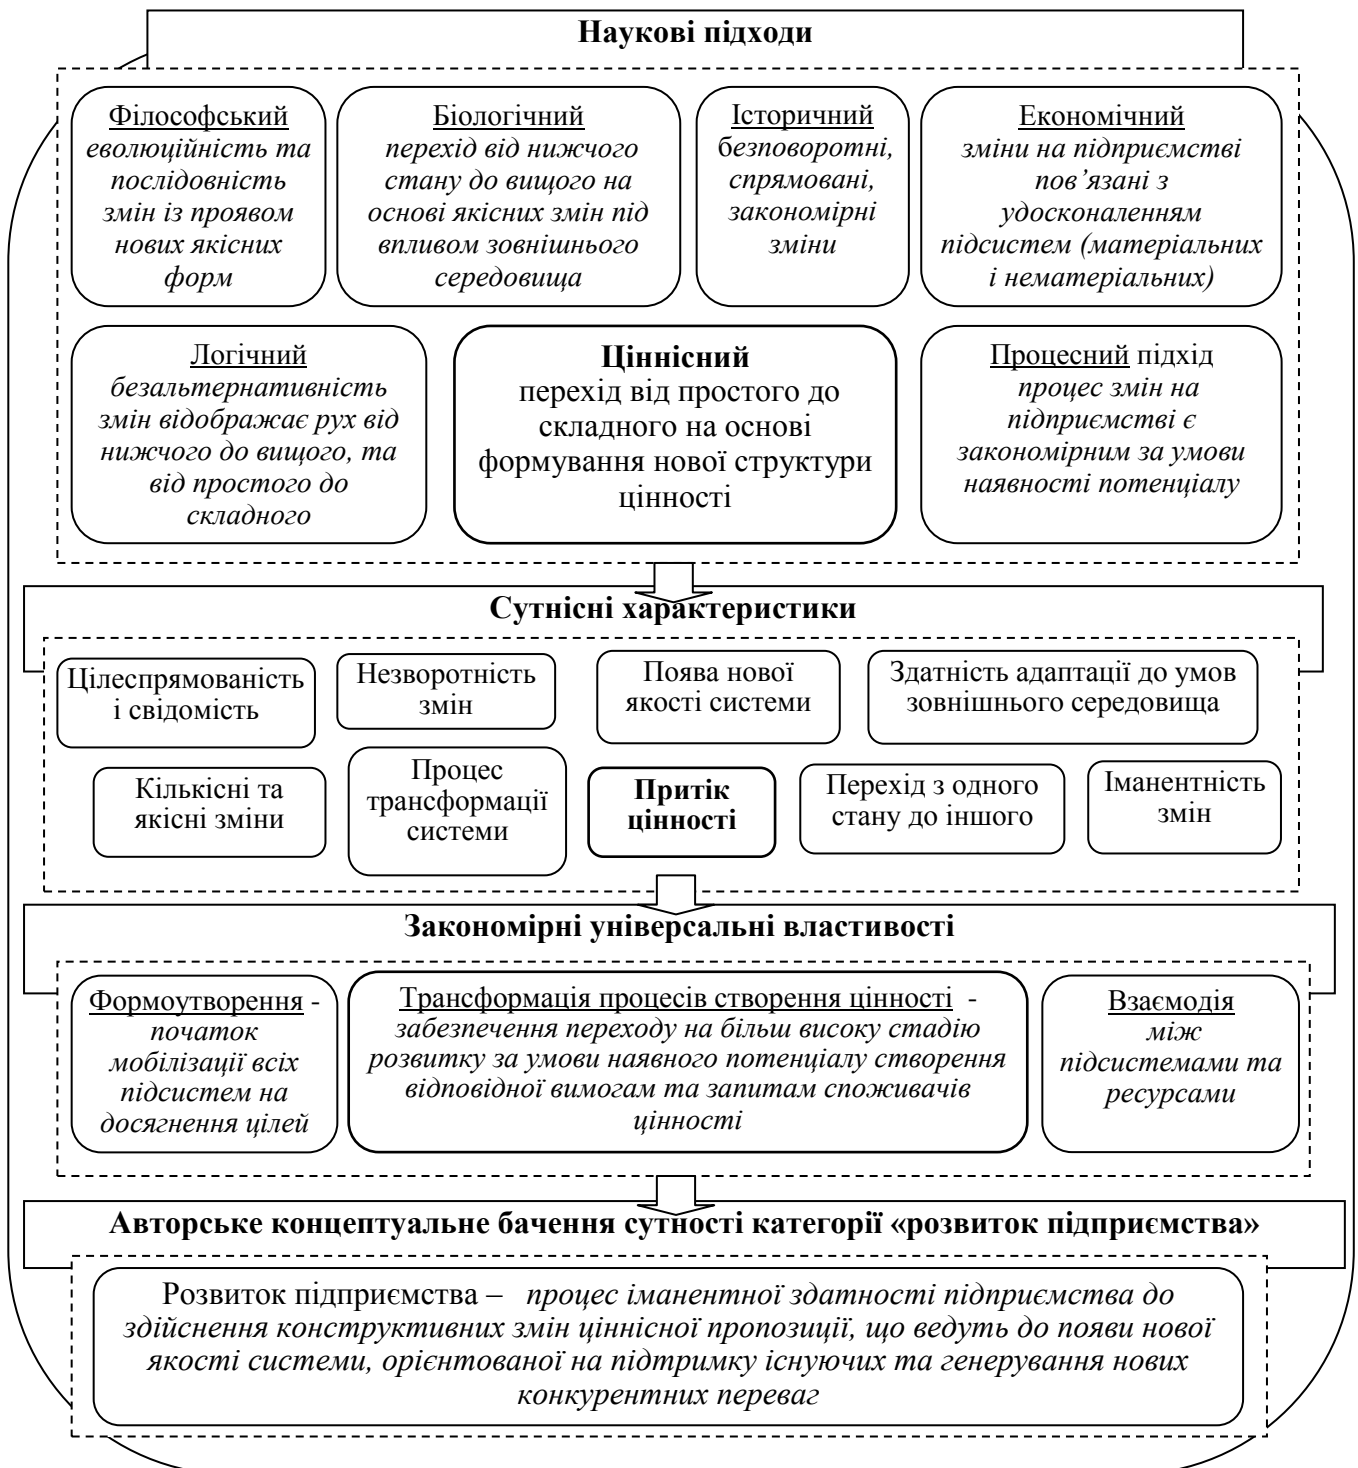 Наукові підходи
Філософський
еволюційність та
послідовність
змін із проявом
нових якісних
форм
Біологічний
перехід від нижчого
стану до вищого на
основі якісних змін під
впливом зовнішнього
середовища
Історичний
безповоротні,
спрямовані,
закономірні
зміни
Економічний
зміни на підприємстві
пов’язані з
удосконаленням
підсистем (матеріальних
і нематеріальних)
Логічний
безальтернативність
змін відображає рух від
нижчого до вищого, та
від простого до
складного
Ціннісний
перехід від простого до
складного на основі
формування нової структури
цінності
Процесний підхід
процес змін на
підприємстві є
закономірним за умови
наявності потенціалу
Сутнісні характеристики
Цілеспрямованість
і свідомість
Незворотність
змін
Поява нової
якості системи
Здатність адаптації до умов
зовнішнього середовища
Кількісні та
якісні зміни
Процес
трансформації
системи
Притік
цінності
Перехід з одного
стану до іншого
Іманентність
змін
Закономірні універсальні властивості
Формоутворення -
початок
мобілізації всіх
підсистем на
досягнення цілей
Трансформація процесів створення цінності -
забезпечення переходу на більш високу стадію
розвитку за умови наявного потенціалу створення
відповідної вимогам та запитам споживачів
цінності
Взаємодія
між
підсистемами та
ресурсами
Авторське концептуальне бачення сутності категорії «розвиток підприємства»
Розвиток підприємства – процес іманентної здатності підприємства до
здійснення конструктивних змін ціннісної пропозиції, що ведуть до появи нової
якості системи, орієнтованої на підтримку існуючих та генерування нових
конкурентних переваг